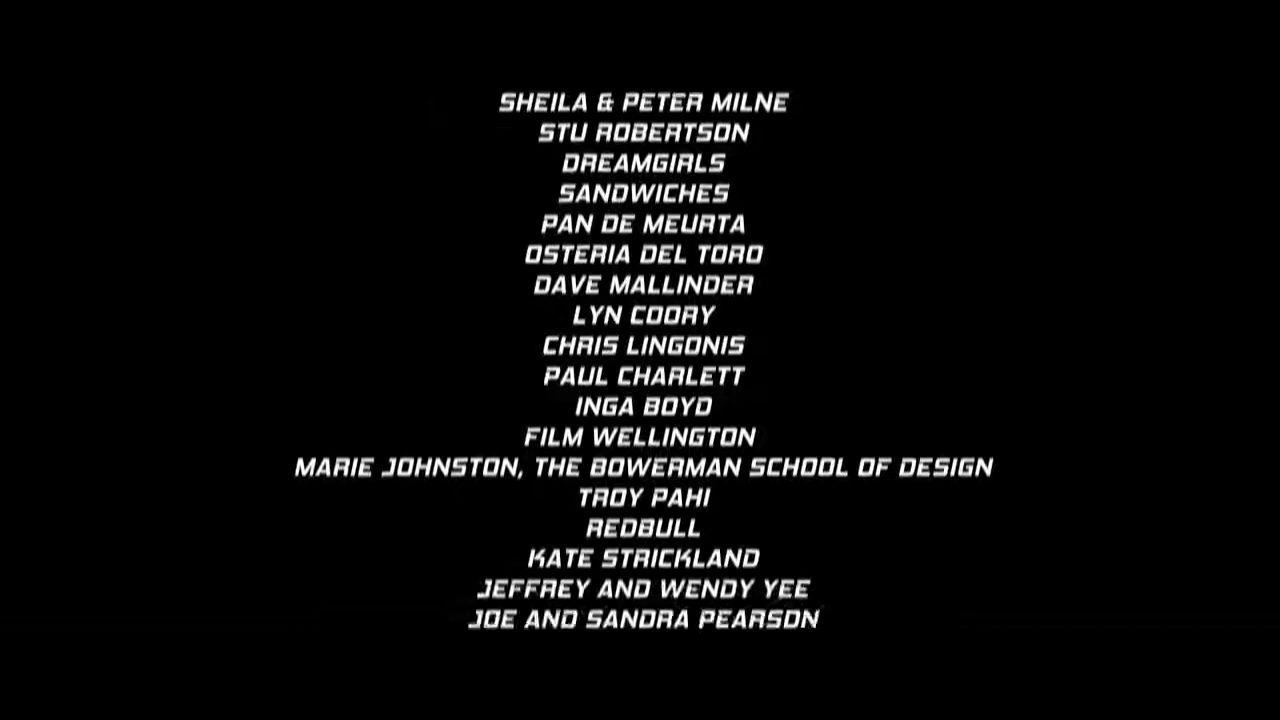 SHEILA & PETER MILNE
STU ROBERTSON
DREAMGIRLS
SANDWICHES
PAN DE MEURTA
OSTERIA DEL TORO
DAVE MALLINDER
LYN COORY
CHRIS LINGONIS
PAUL CHARLETT
INGA BOYD
FILM WELLINGTON
MARIE JOHNSTON, THE BOWERMAN SCHOOL OF DESIGN
TROY PAHI
REDBULL
KATE STRICKLAND
JEFFREY AND WENDY YEE
JOE AND SANDRA PEARSON